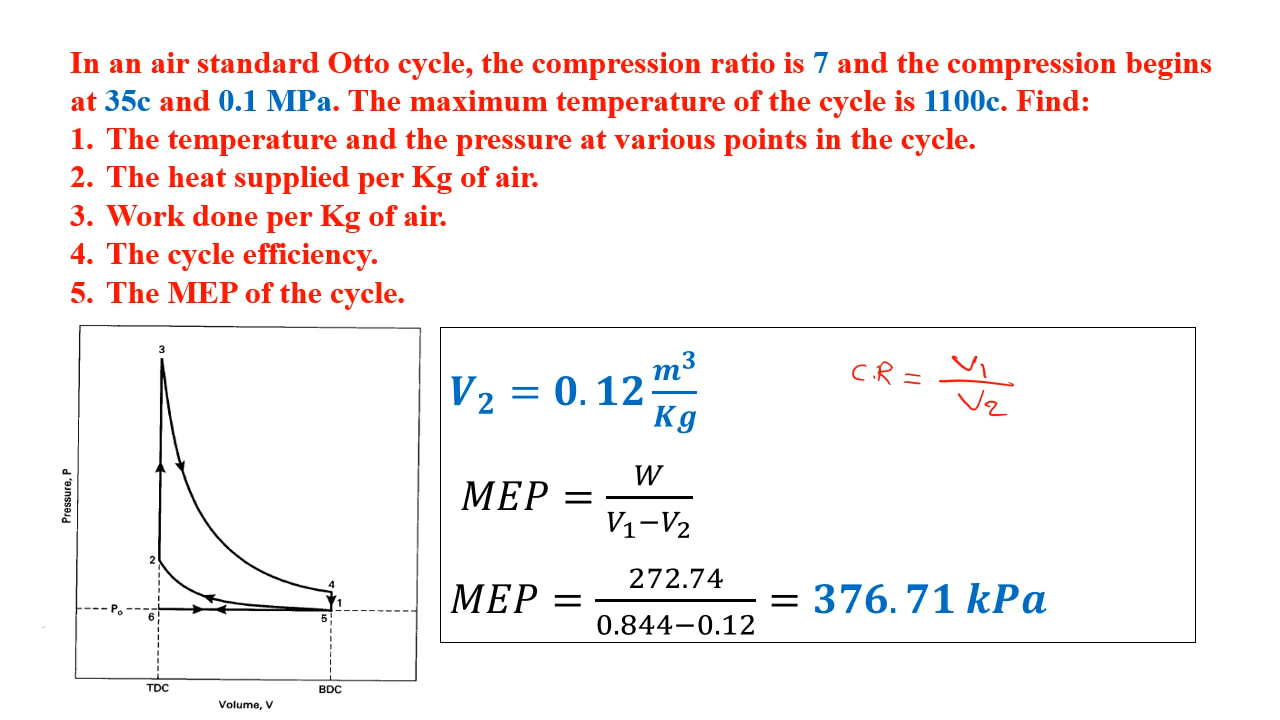 In an air standard Otto cycle, the compression ratio is 7 and the compression begins
at 35c and 0.1 MPa. The maximum temperature of the cycle is 1100c. Find:
1. The temperature and the pressure at various points in the cycle.
2. The heat supplied per Kg of air.
3. Work done per Kg of air.
4. The cycle efficiency.
5. The MEP of the cycle.
Pressure, P
3
2
4
1
P₀
6
5
TDC
BDC
Volume, V
V₂ = 0.12 m³/Kg
C.R = V₁/V₂
MEP = W/(V₁−V₂)
MEP = 272.74/(0.844−0.12) = 376.71 kPa